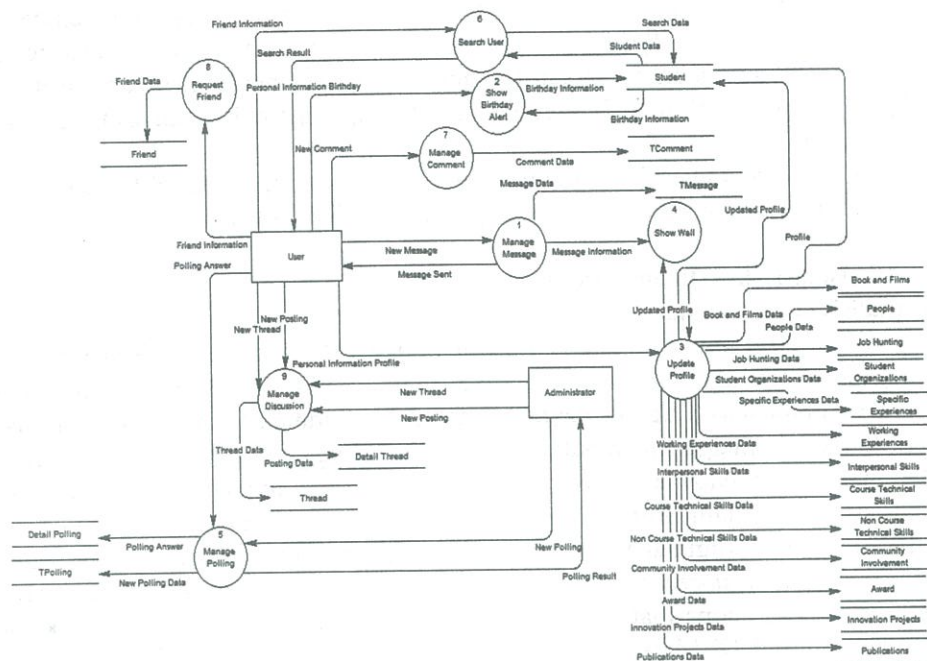 Friend Information
6
Search User
Search Data
Search Result
Student Data
8
Request
Friend
Friend Data
Personal Information Birthday
2
Show
Birthday
Alert
Birthday Information
Student
Birthday Information
Friend
New Comment
7
Manage
Comment
Comment Data
TComment
Message Data
TMessage
4
Show Wall
Updated Profile
Profile
Friend Information
User
New Message
1
Manage
Message
Message Information
Message Sent
Polling Answer
Book and Films
Updated Profile
Book and Films Data
People
People Data
New Posting
New Thread
Job Hunting
3
Update
Profile
Job Hunting Data
Personal Information Profile
Student
Organizations
Student Organizations Data
9
Manage
Discussion
New Thread
Administrator
Specific Experiences Data
Specific
Experiences
New Posting
Working
Experiences
Working Experiences Data
Thread Data
Posting Data
Detail Thread
Interpersonal Skills
Interpersonal Skills Data
Thread
Course Technical
Skills
Course Technical Skills Data
Detail Polling
Polling Answer
5
Manage
Polling
New Polling
Non Course
Technical Skills
Non Course Technical Skills Data
Community
Involvement
Community Involvement Data
TPolling
New Polling Data
Polling Result
Award
Award Data
Innovation Projects
Innovation Projects Data
Publications
Publications Data